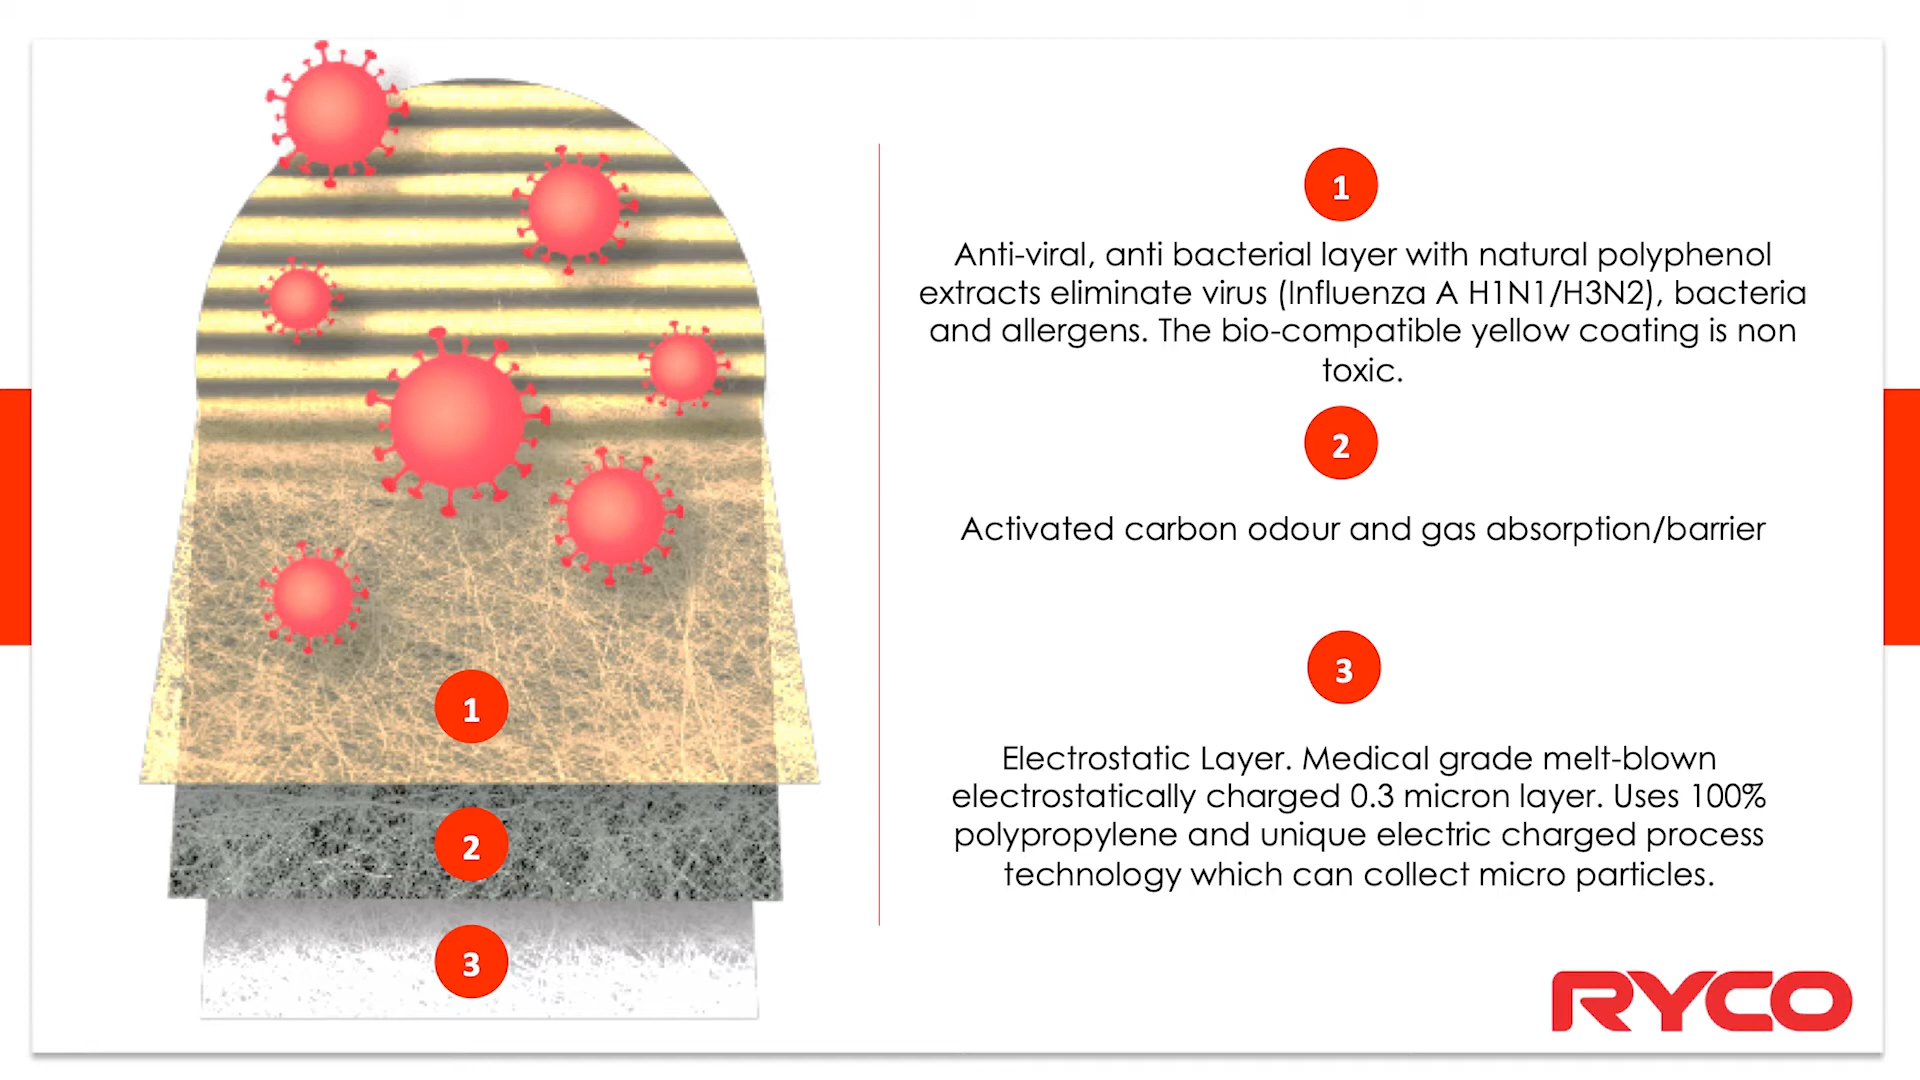 1
2
3
1
Anti-viral, anti bacterial layer with natural polyphenol
extracts eliminate virus (Influenza A H1N1/H3N2), bacteria
and allergens. The bio-compatible yellow coating is non
toxic.
2
Activated carbon odour and gas absorption/barrier
3
Electrostatic Layer. Medical grade melt-blown
electrostatically charged 0.3 micron layer. Uses 100%
polypropylene and unique electric charged process
technology which can collect micro particles.
RYCO